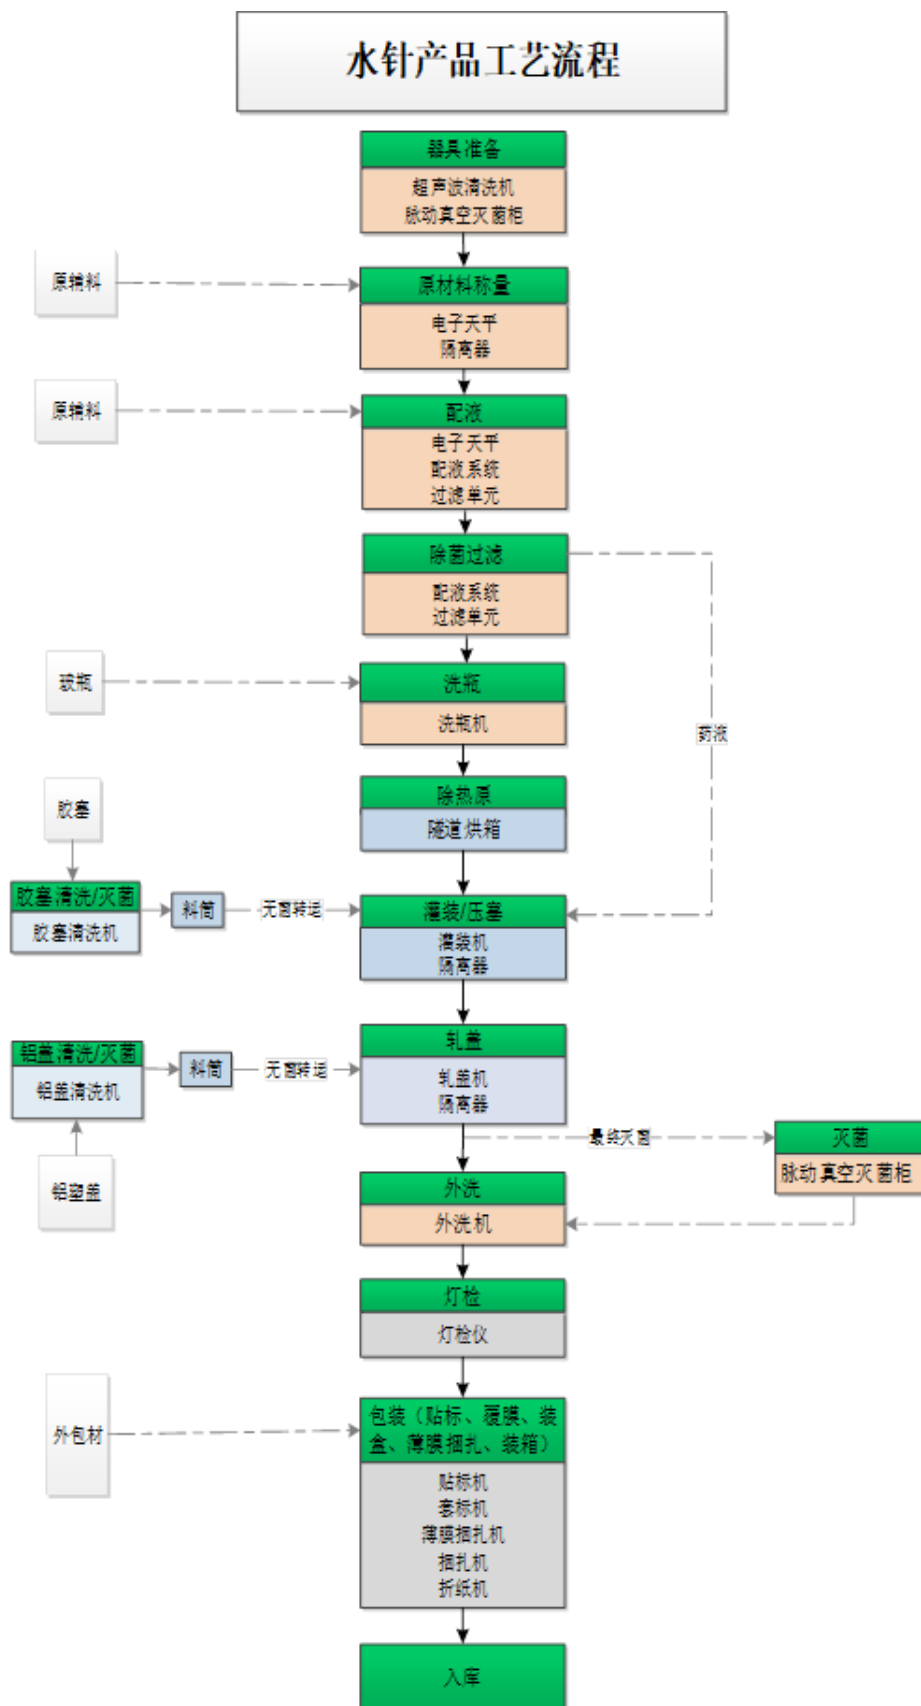 水针产品工艺流程
器具准备
超声波清洗机
脉动真空灭菌柜
原辅料
原材料称量
电子天平
隔离器
原辅料
配液
电子天平
配液系统
过滤单元
除菌过滤
配液系统
过滤单元
玻瓶
洗瓶
洗瓶机
药液
胶塞
除热原
隧道烘箱
胶塞清洗/灭菌
胶塞清洗机
料筒
无菌转运
灌装/压塞
灌装机
隔离器
铝盖清洗/灭菌
铝盖清洗机
料筒
无菌转运
轧盖
轧盖机
隔离器
最终灭菌
灭菌
脉动真空灭菌柜
铝塑盖
外洗
外洗机
灯检
灯检仪
外包材
包装（贴标、覆膜、装
盒、薄膜捆扎、装箱）
贴标机
套标机
薄膜捆扎机
捆扎机
折纸机
入库